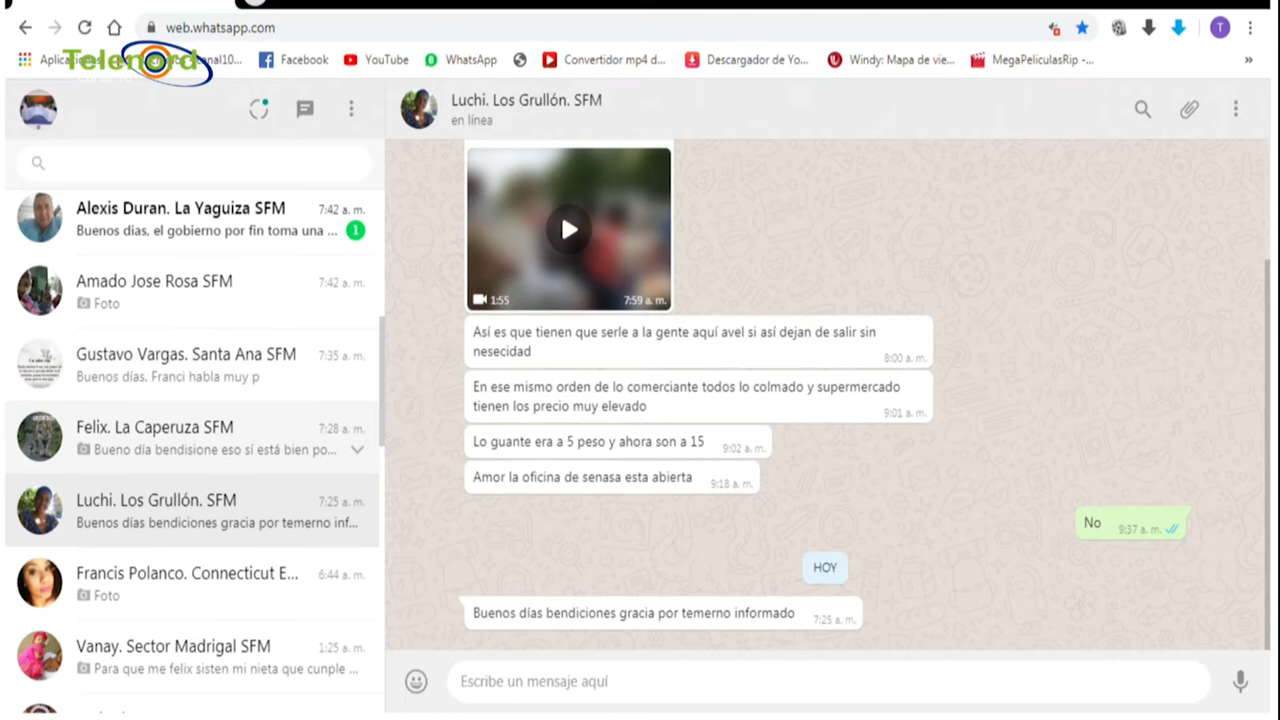 web.whatsapp.com
T
Telenord
Facebook
YouTube
WhatsApp
Convertidor mp4 d...
Descargador de Yo...
Windy: Mapa de vie...
MegaPeliculasRip -...
»
Luchi. Los Grullón. SFM
en línea
Alexis Duran. La Yaguiza SFM 7:42 a. m.
Buenos dias, el gobierno por fin toma una ... 1
Amado Jose Rosa SFM 7:42 a. m.
Foto
Gustavo Vargas. Santa Ana SFM 7:35 a. m.
Buenos días. Franci habla muy p
Felix. La Caperuza SFM 7:28 a. m.
Bueno día bendisione eso sí está bien po...
Luchi. Los Grullón. SFM 7:25 a. m.
Buenos días bendiciones gracia por temerno inf...
Francis Polanco. Connecticut E... 6:44 a. m.
Foto
Vanay. Sector Madrigal SFM 1:25 a. m.
Para que me felix sisten mi nieta que cunple ...
1:55 7:59 a. m.
Así es que tienen que serle a la gente aquí avel si así dejan de salir sin
nesecidad
8:00 a. m.
En ese mismo orden de lo comerciante todos lo colmado y supermercado
tienen los precio muy elevado
9:01 a. m.
Lo guante era a 5 peso y ahora son a 15 9:02 a. m.
Amor la oficina de senasa esta abierta 9:18 a. m.
No 9:37 a. m.
HOY
Buenos días bendiciones gracia por temerno informado 7:25 a. m.
Escribe un mensaje aquí